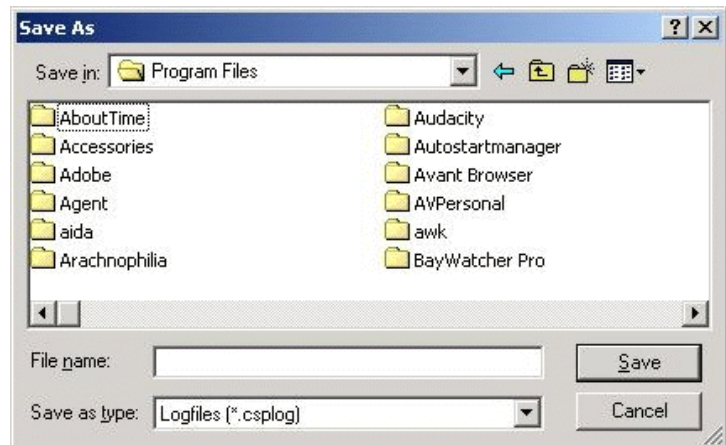 Save As
Save in: Program Files
AboutTime
Accessories
Adobe
Agent
aida
Arachnophilia
Audacity
Autostartmanager
Avant Browser
AVPersonal
awk
BayWatcher Pro
File name:
Save
Save as type: Logfiles (*.csplog)
Cancel